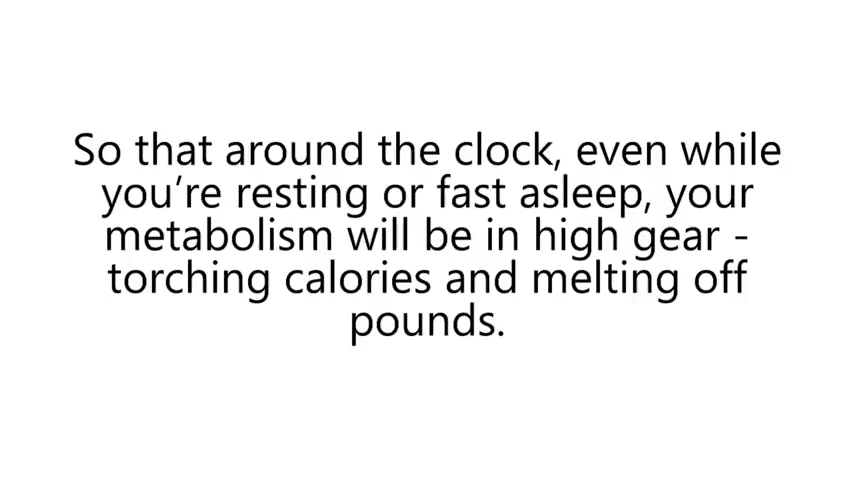 So that around the clock, even while
you’re resting or fast asleep, your
metabolism will be in high gear -
torching calories and melting off
pounds.